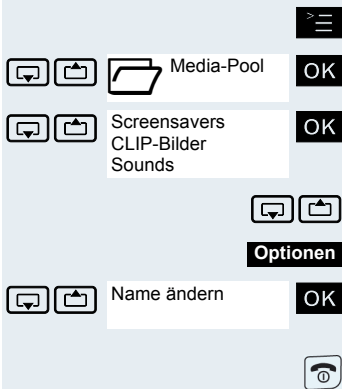 Media-Pool OK
Screensavers OK
CLIP-Bilder
Sounds
Optionen
Name ändern OK